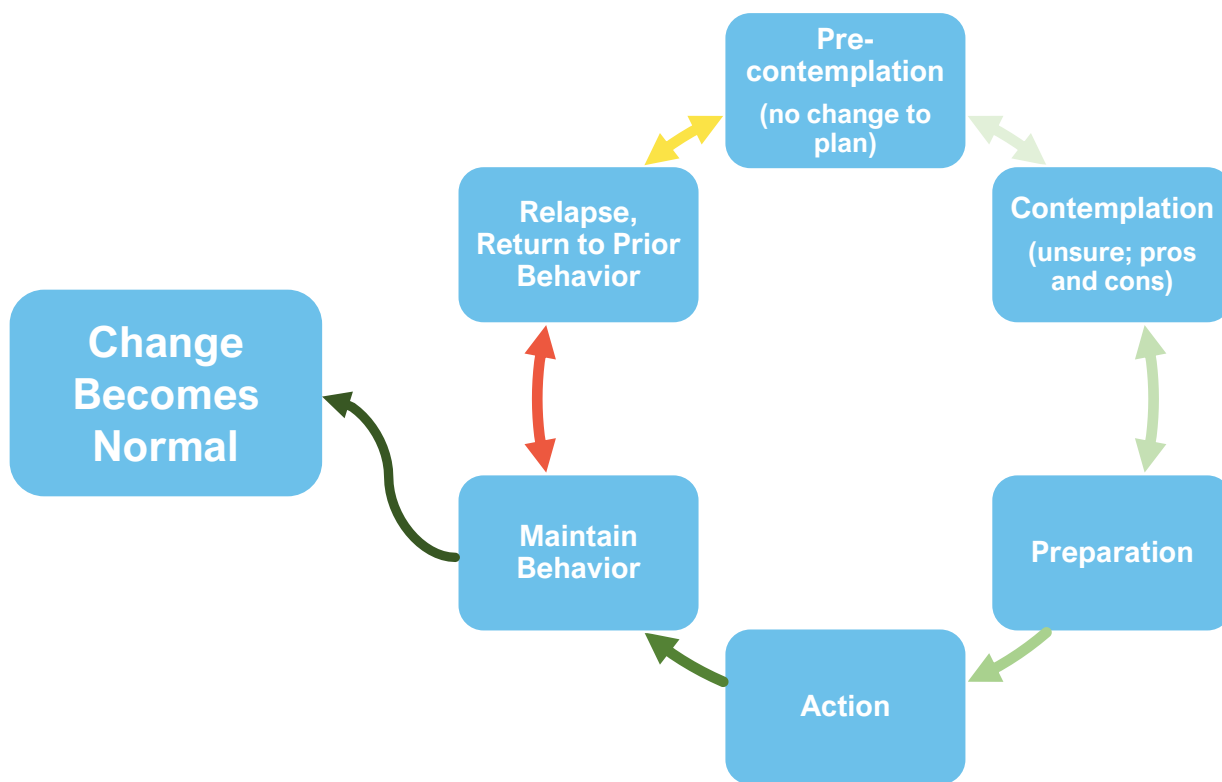 Pre-
contemplation
(no change to
plan)
Contemplation
(unsure; pros
and cons)
Preparation
Action
Maintain
Behavior
Relapse,
Return to Prior
Behavior
Change
Becomes
Normal